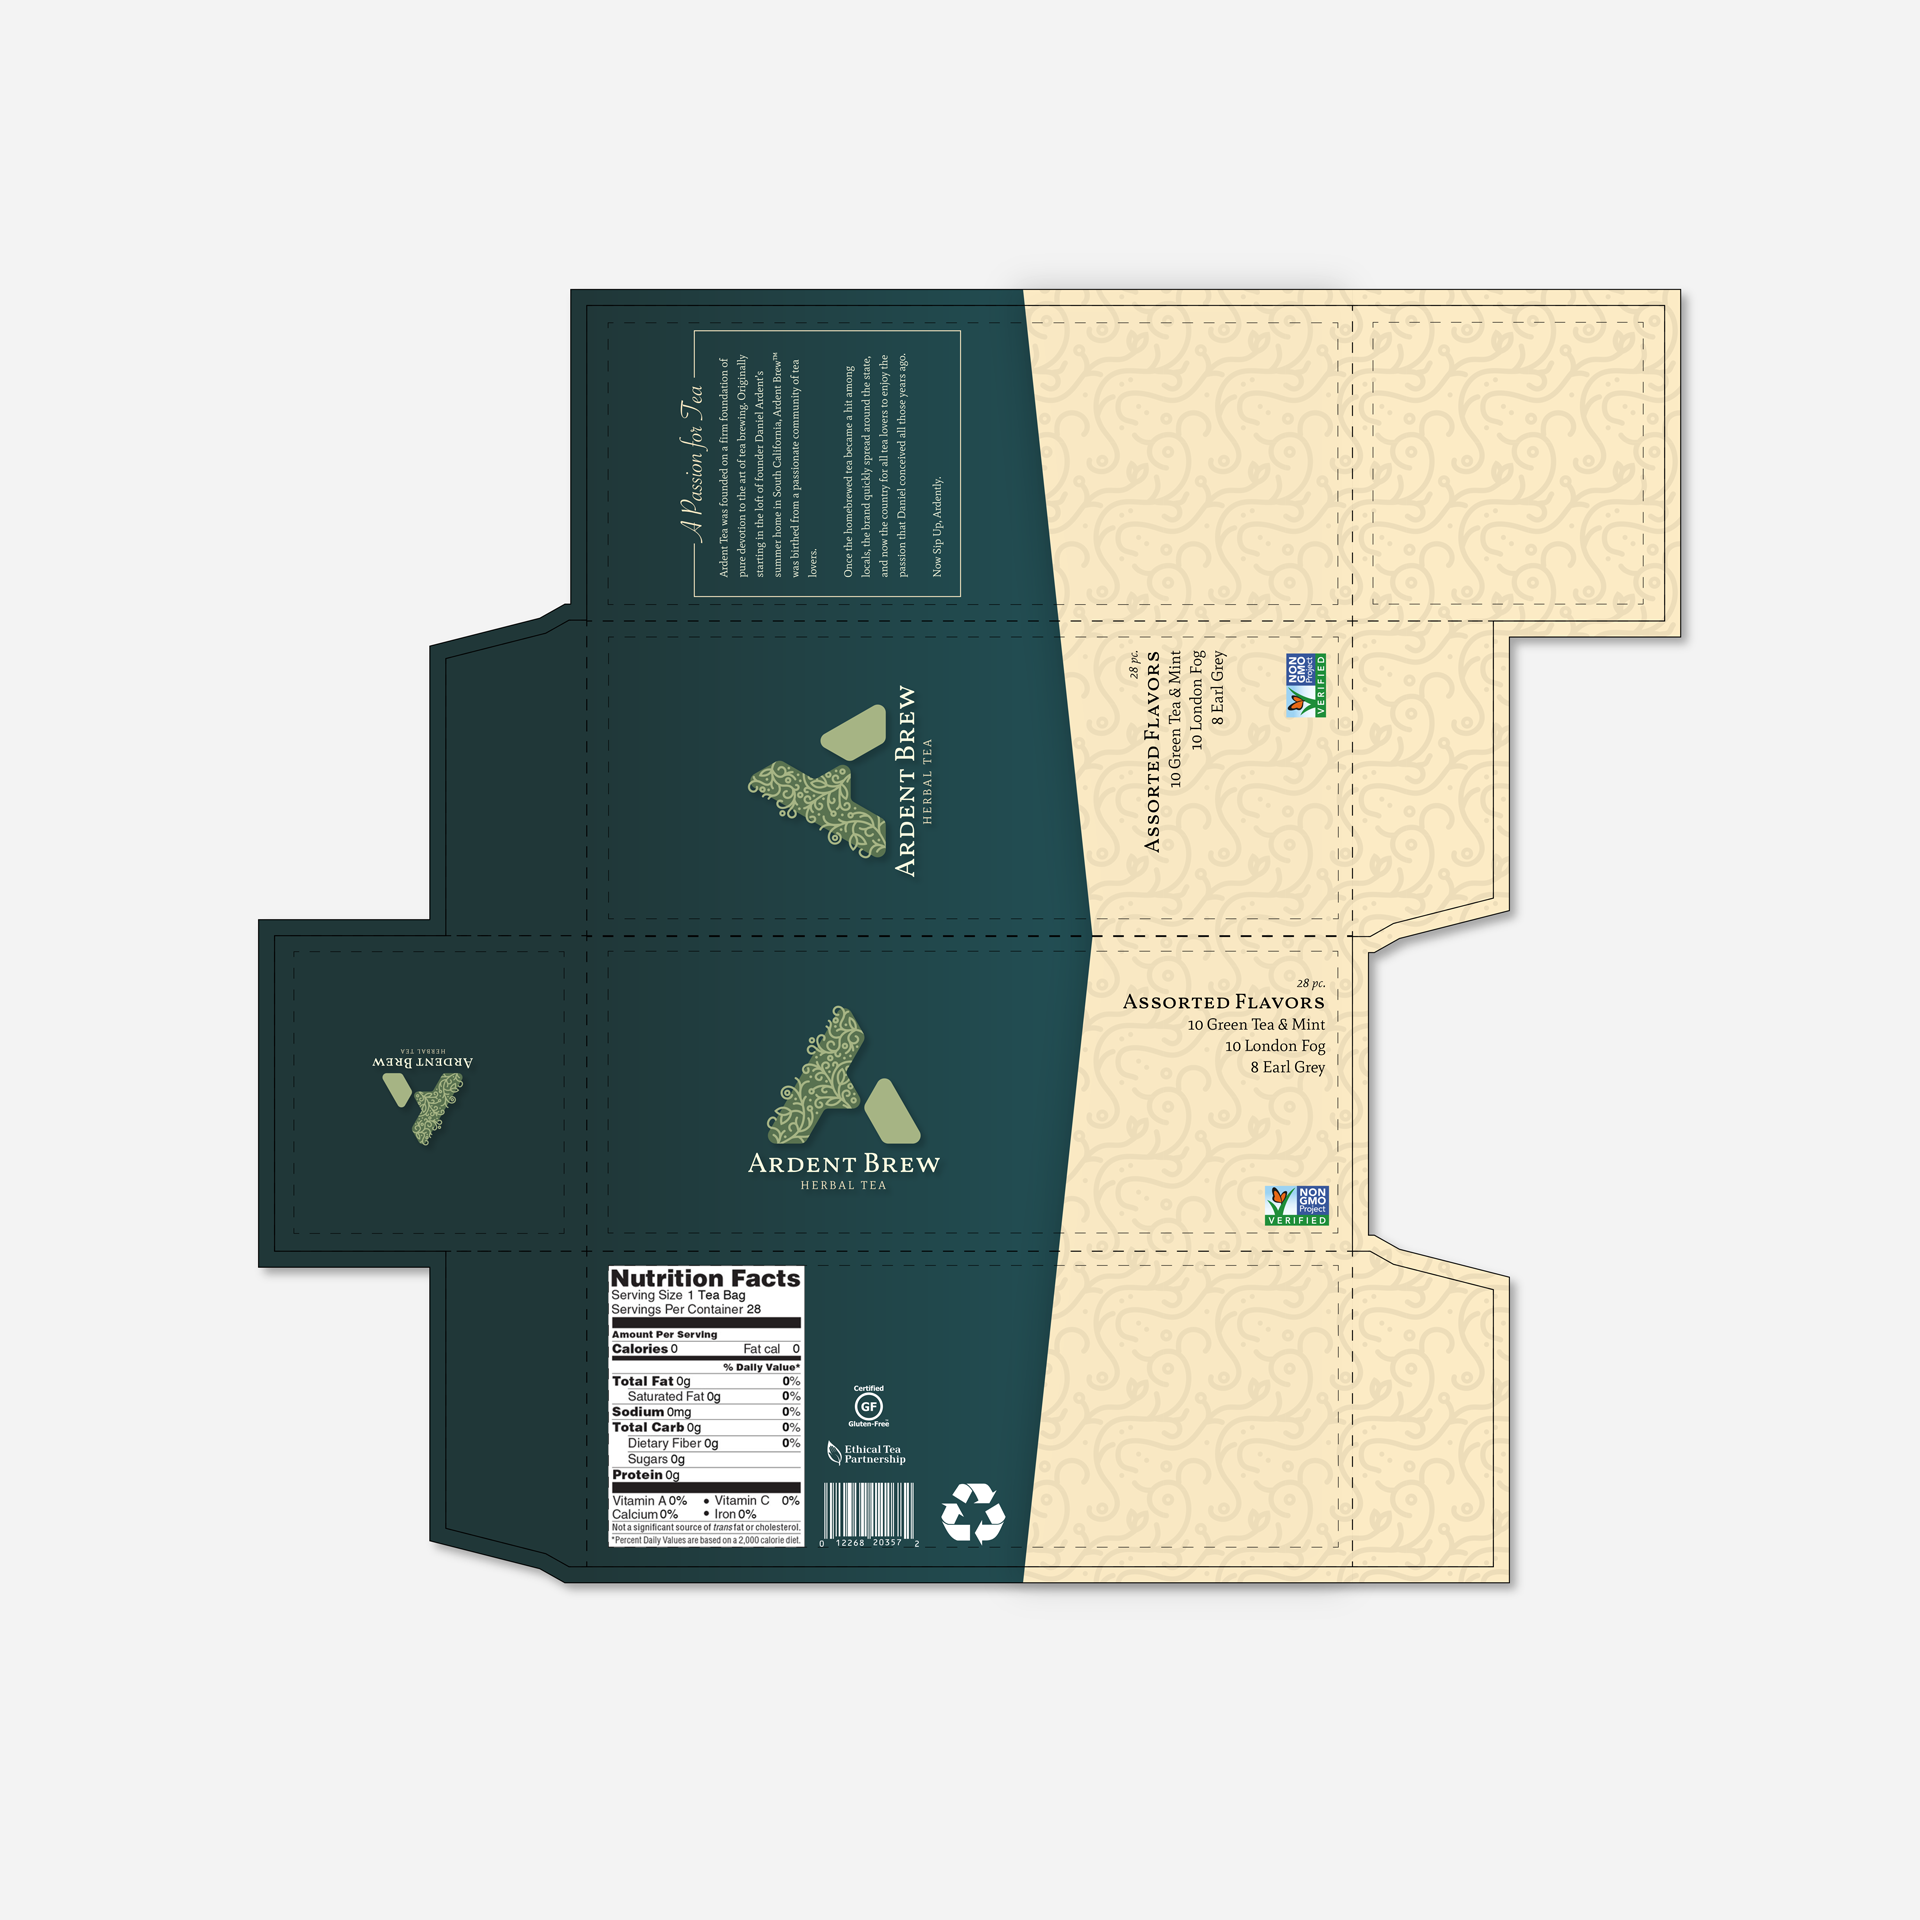 A Passion for Tea
Ardent Tea was founded on a firm foundation of
pure devotion to the art of tea brewing. Originally
starting in the loft of founder Daniel Ardent's
summer home in South California, Ardent Brew™
was birthed from a passionate community of tea
lovers.
Once the homebrewed tea became a hit among
locals, the brand quickly spread around the state,
and now the country for all tea lovers to enjoy the
passion that Daniel conceived all those years ago.
Now Sip Up, Ardently.
ARDENT BREW
HERBAL TEA
28 pc.
ASSORTED FLAVORS
10 Green Tea & Mint
10 London Fog
8 Earl Grey
NON
GMO
Project
VERIFIED
ARDENT BREW
HERBAL TEA
ARDENT BREW
HERBAL TEA
28 pc.
ASSORTED FLAVORS
10 Green Tea & Mint
10 London Fog
8 Earl Grey
NON
GMO
Project
VERIFIED
Nutrition Facts
Serving Size 1 Tea Bag
Servings Per Container 28
Amount Per Serving
Calories 0 Fat cal 0
% Daily Value*
Total Fat 0g 0%
Saturated Fat 0g 0%
Sodium 0mg 0%
Total Carb 0g 0%
Dietary Fiber 0g 0%
Sugars 0g
Protein 0g
Vitamin A 0% • Vitamin C 0%
Calcium 0% • Iron 0%
Not a significant source of trans fat or cholesterol.
*Percent Daily Values are based on a 2,000 calorie diet.
Certified
GF
Gluten-Free™
Ethical Tea
Partnership
0 12268 20357 2